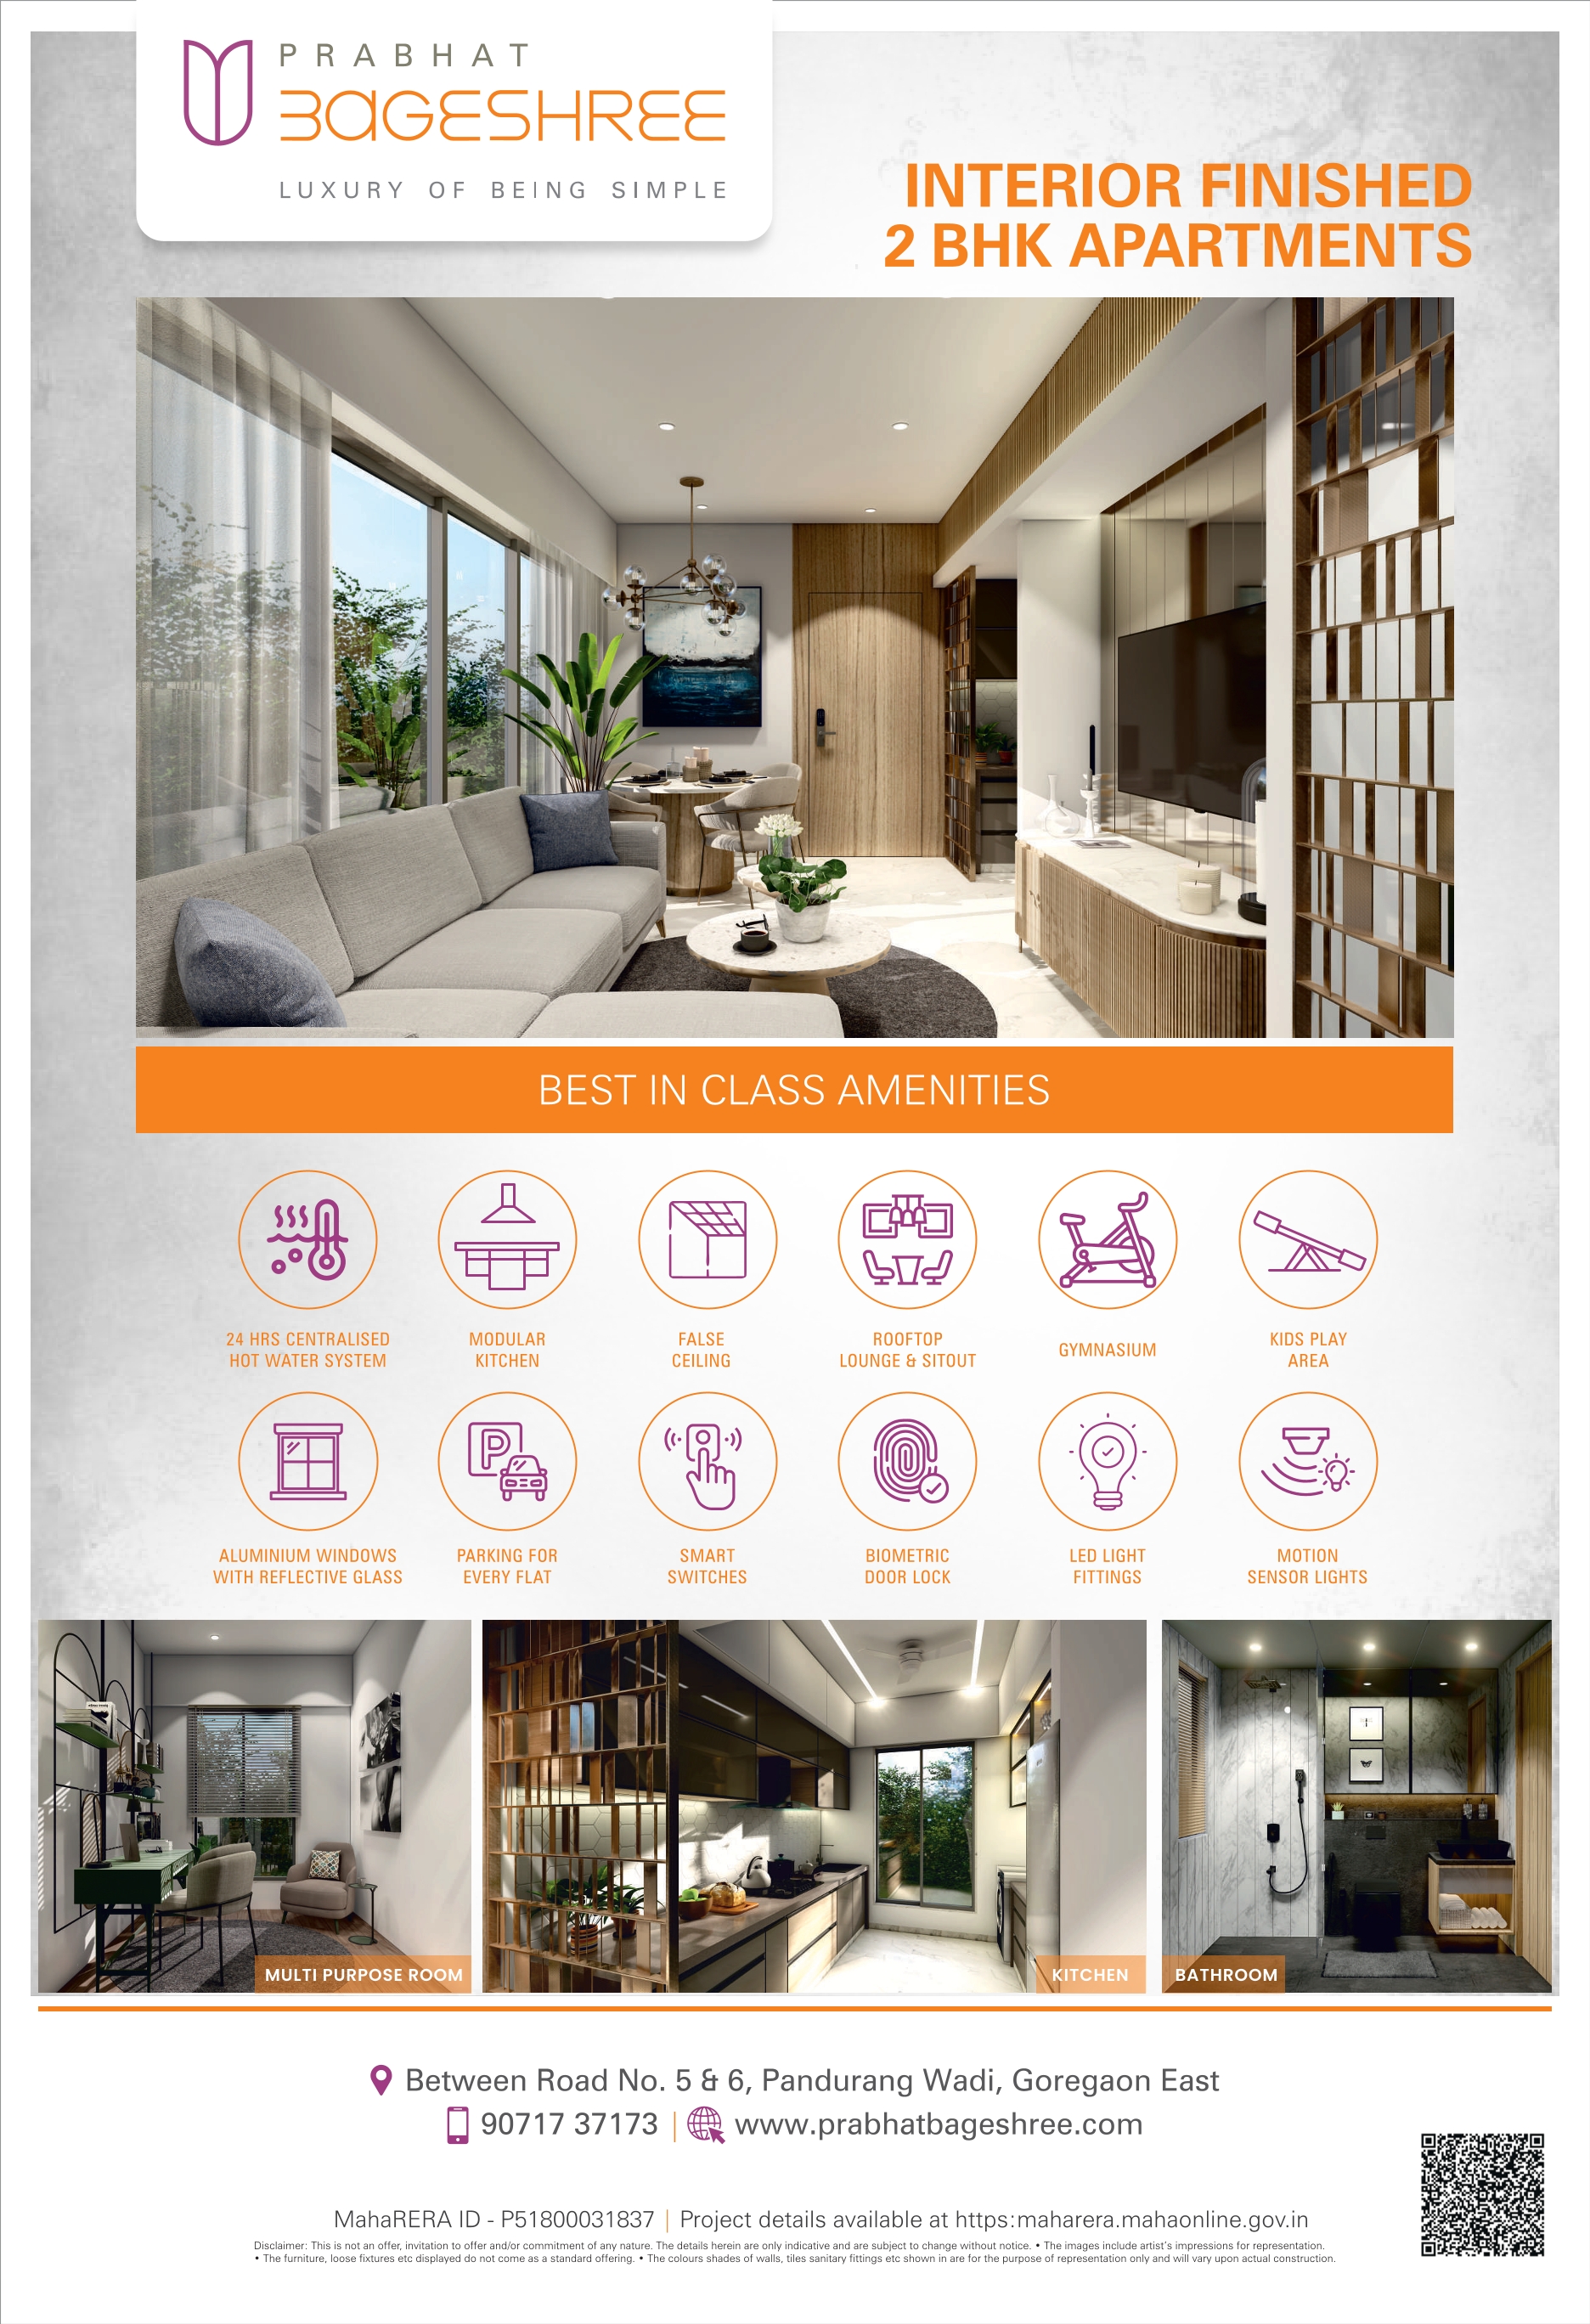 PRABHAT
BAGESHREE
LUXURY OF BEING SIMPLE
INTERIOR FINISHED
2 BHK APARTMENTS
BEST IN CLASS AMENITIES
24 HRS CENTRALISED
HOT WATER SYSTEM
MODULAR
KITCHEN
FALSE
CEILING
ROOFTOP
LOUNGE & SITOUT
GYMNASIUM
KIDS PLAY
AREA
ALUMINIUM WINDOWS
WITH REFLECTIVE GLASS
P
PARKING FOR
EVERY FLAT
SMART
SWITCHES
BIOMETRIC
DOOR LOCK
LED LIGHT
FITTINGS
MOTION
SENSOR LIGHTS
MULTI PURPOSE ROOM
KITCHEN
BATHROOM
Between Road No. 5 & 6, Pandurang Wadi, Goregaon East
90717 37173 | www.prabhatbageshree.com
MahaRERA ID - P51800031837 | Project details available at https:maharera.mahaonline.gov.in
Disclaimer: This is not an offer, invitation to offer and/or commitment of any nature. The details herein are only indicative and are subject to change without notice. • The images include artist's impressions for representation.
• The furniture, loose fixtures etc displayed do not come as a standard offering. • The colours shades of walls, tiles sanitary fittings etc shown in are for the purpose of representation only and will vary upon actual construction.